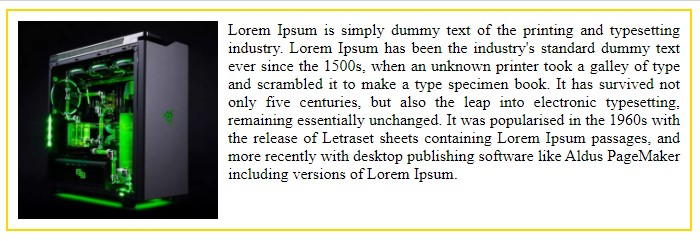 Lorem Ipsum is simply dummy text of the printing and typesetting
industry. Lorem Ipsum has been the industry's standard dummy text
ever since the 1500s, when an unknown printer took a galley of type
and scrambled it to make a type specimen book. It has survived not
only five centuries, but also the leap into electronic typesetting,
remaining essentially unchanged. It was popularised in the 1960s with
the release of Letraset sheets containing Lorem Ipsum passages, and
more recently with desktop publishing software like Aldus PageMaker
including versions of Lorem Ipsum.